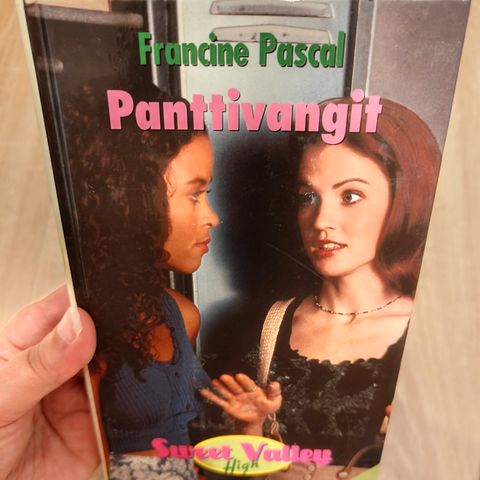 Francine Pascal
Panttivangit
Sweet Valley
High